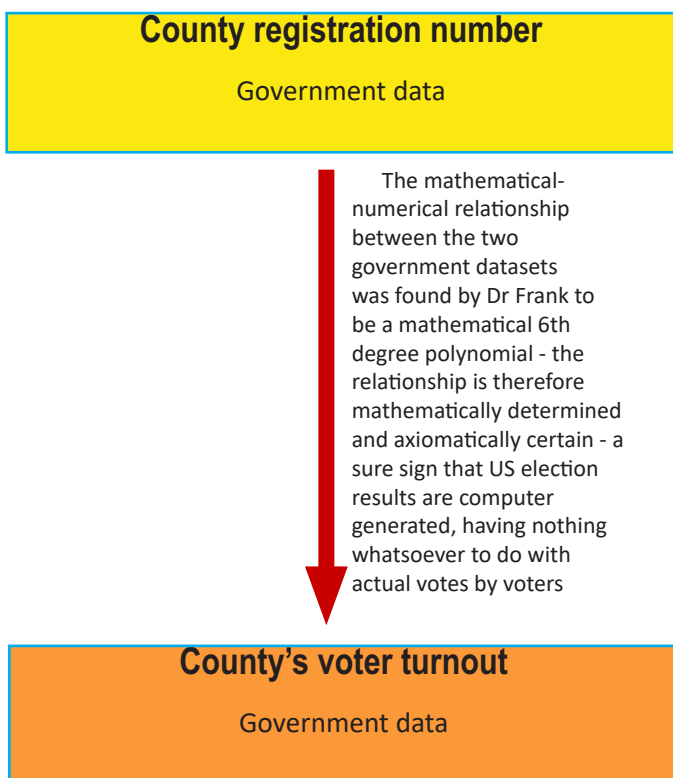 County registration number
Government data
The mathematical-
numerical relationship
between the two
government datasets
was found by Dr Frank to
be a mathematical 6th
degree polynomial - the
relationship is therefore
mathematically determined
and axiomatically certain - a
sure sign that US election
results are computer
generated, having nothing
whatsoever to do with
actual votes by voters
County's voter turnout
Government data